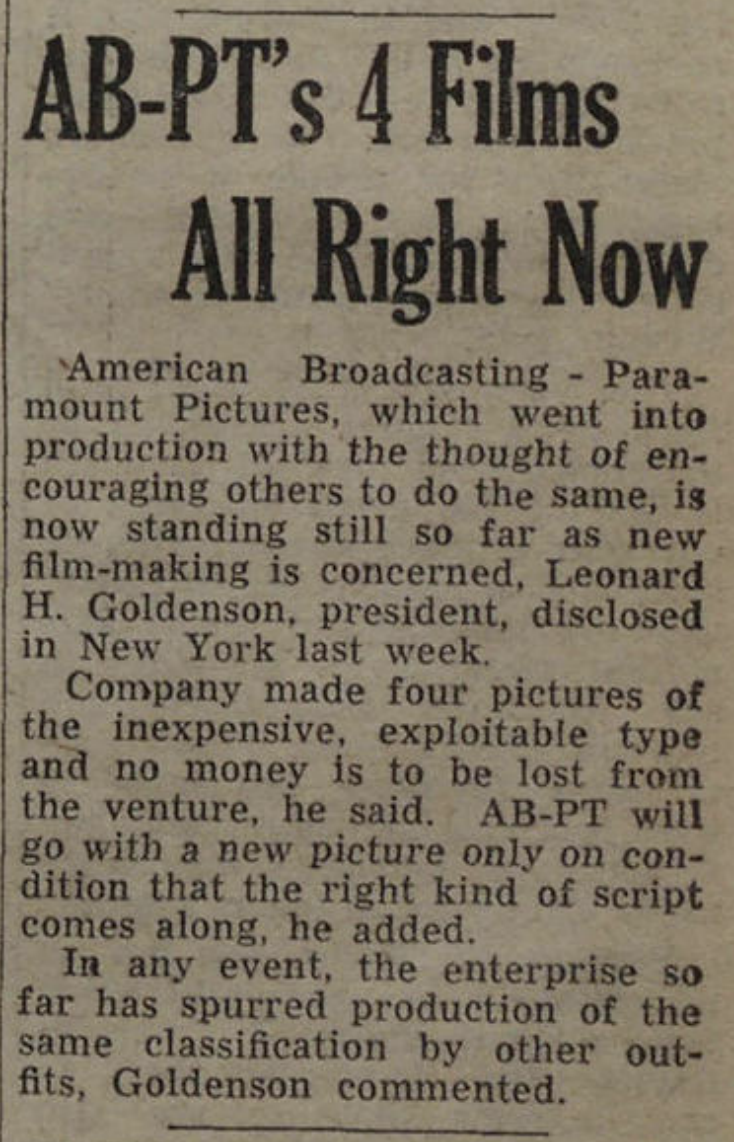 AB-PT's 4 Films
All Right Now
American Broadcasting - Para-
mount Pictures, which went into
production with the thought of en-
couraging others to do the same, is
now standing still so far as new
film-making is concerned, Leonard
H. Goldenson, president, disclosed
in New York last week.
Company made four pictures of
the inexpensive, exploitable type
and no money is to be lost from
the venture, he said. AB-PT will
go with a new picture only on con-
dition that the right kind of script
comes along, he added.
In any event, the enterprise so
far has spurred production of the
same classification by other out-
fits, Goldenson commented.